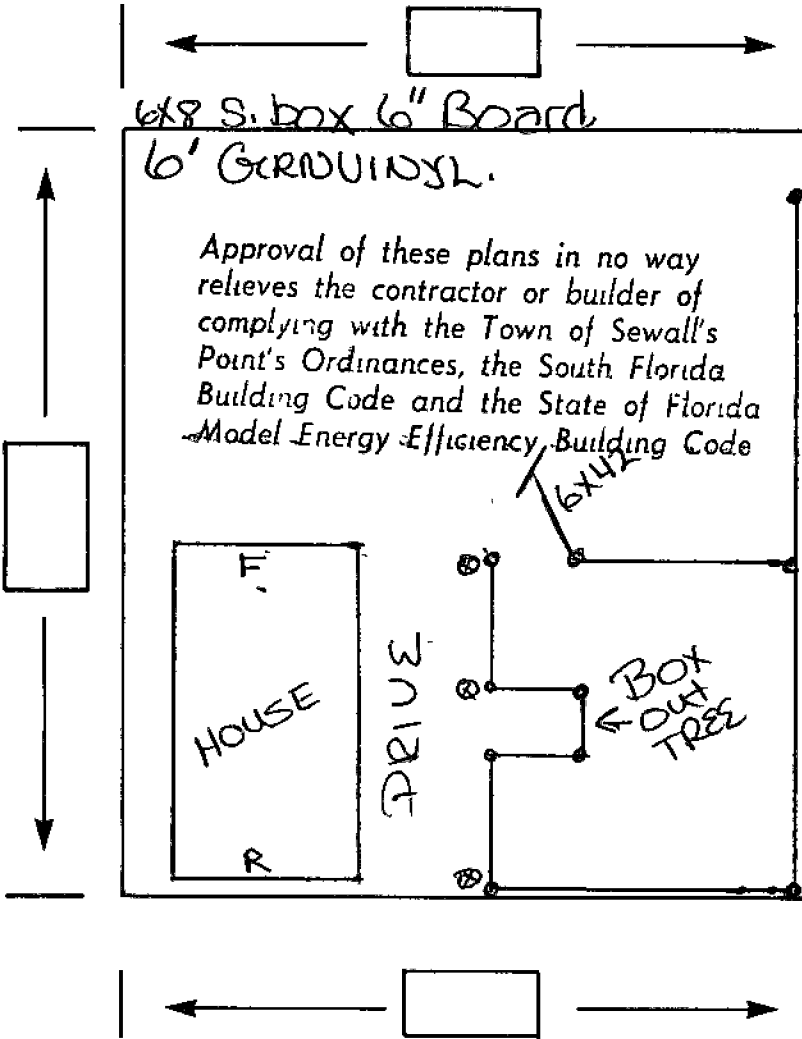 6x8 S. box 6" Board
6' GRNVINYL.
Approval of these plans in no way
relieves the contractor or builder of
complying with the Town of Sewall's
Point's Ordinances, the South Florida
Building Code and the State of Florida
Model Energy Efficiency Building Code
6x42
F.
DRIVE
HOUSE
BOX
OUT
TREE
R